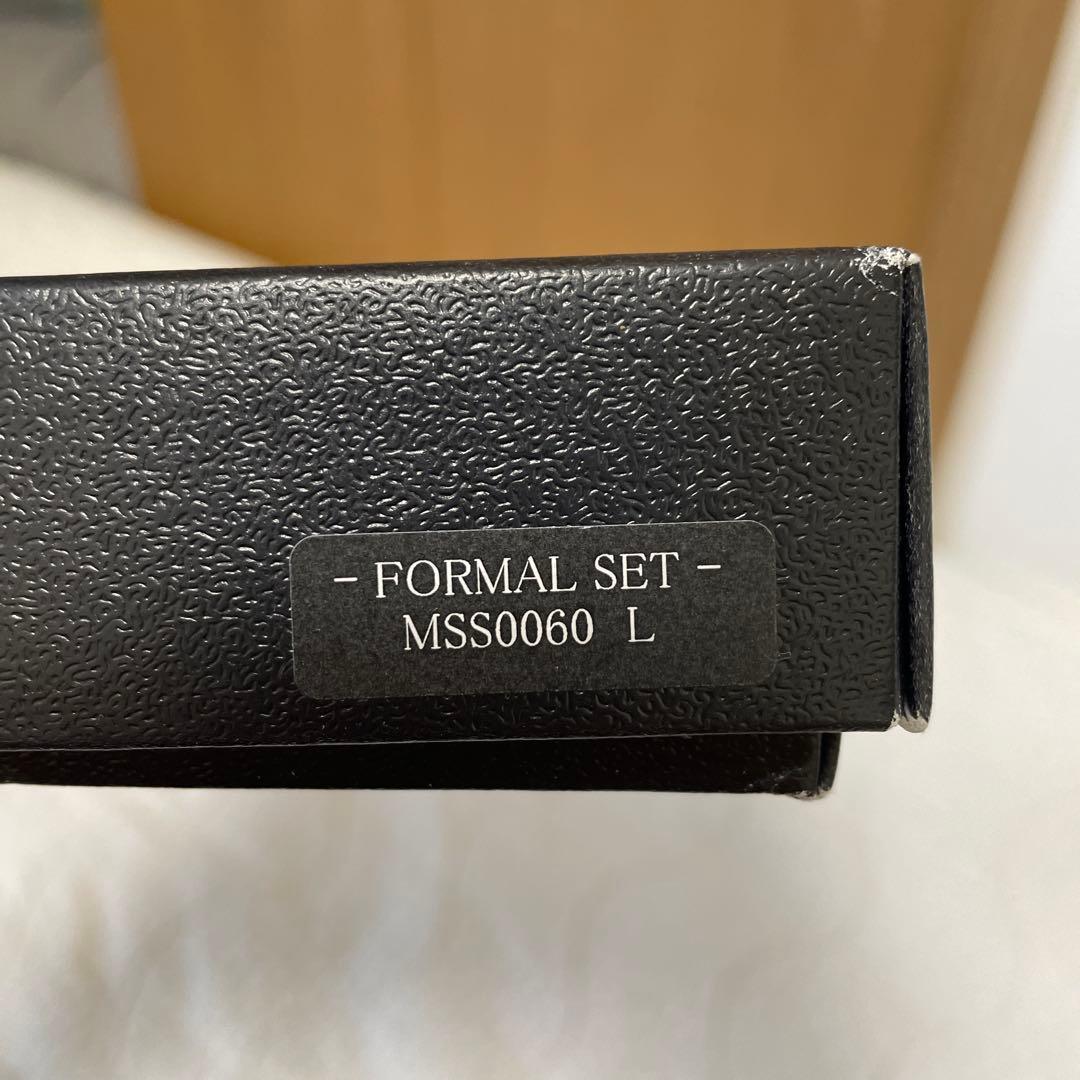 - FORMAL SET -
MSS0060 L